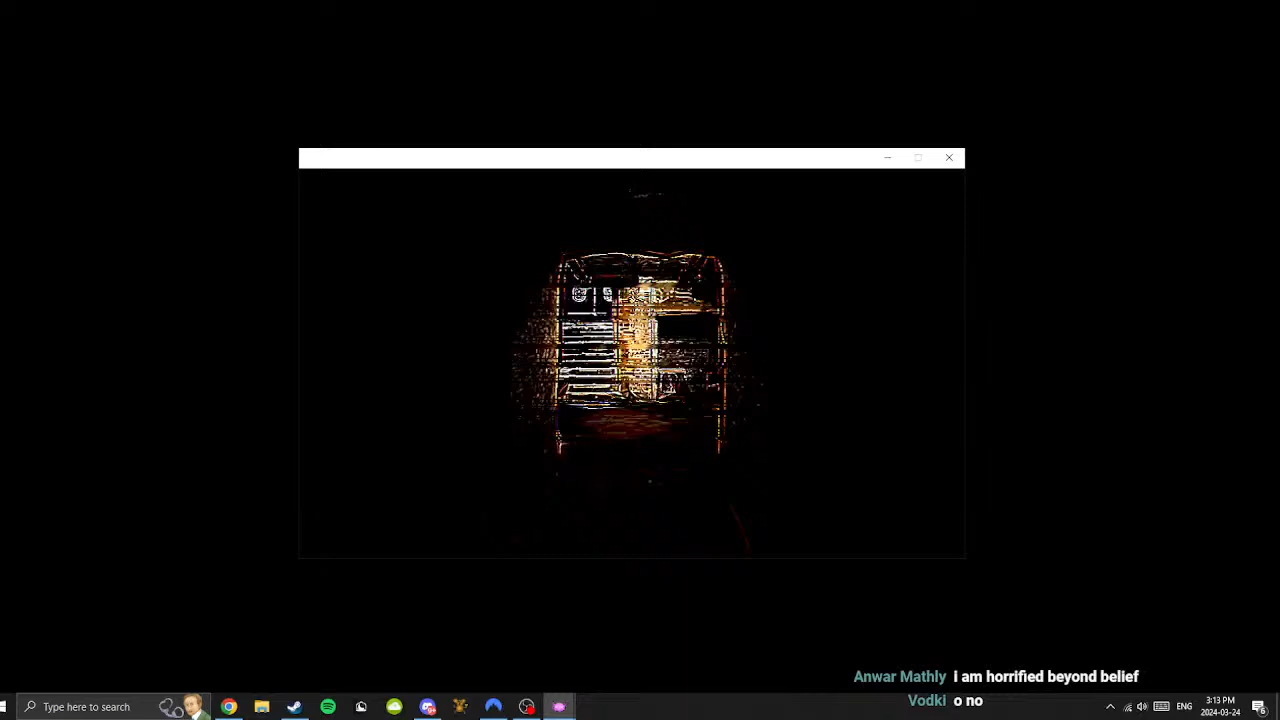 Anwar Mathly i am horrified beyond belief
Vodki o no
Type here to search
ENG
3:13 PM
2024-03-24
6